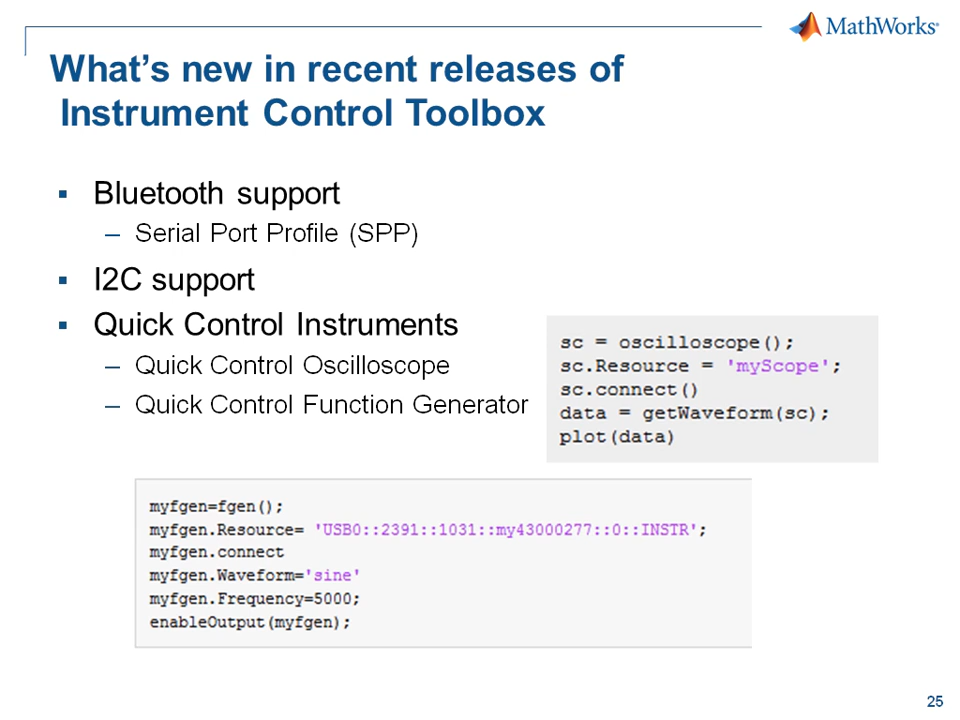 MathWorks®
What's new in recent releases of
Instrument Control Toolbox
▪ Bluetooth support
– Serial Port Profile (SPP)
▪ I2C support
▪ Quick Control Instruments
– Quick Control Oscilloscope
– Quick Control Function Generator
sc = oscilloscope();
sc.Resource = 'myScope';
sc.connect()
data = getWaveform(sc);
plot(data)
myfgen=fgen();
myfgen.Resource= 'USB0::2391::1031::my43000277::0::INSTR';
myfgen.connect
myfgen.Waveform='sine'
myfgen.Frequency=5000;
enableOutput(myfgen);
25